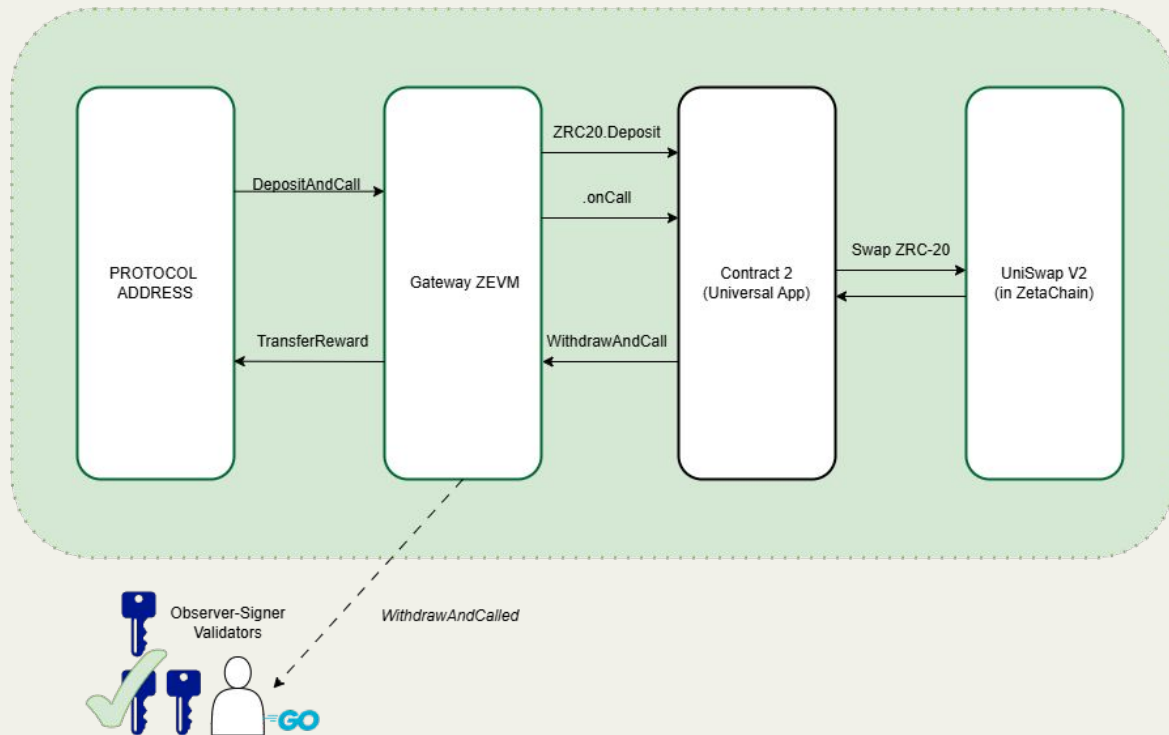 ZRC20.Deposit
DepositAndCall
.onCall
Swap ZRC-20
PROTOCOL
ADDRESS
Gateway ZEVM
Contract 2
(Universal App)
UniSwap V2
(in ZetaChain)
TransferReward
WithdrawAndCall
Observer-Signer
Validators
WithdrawAndCalled
GO